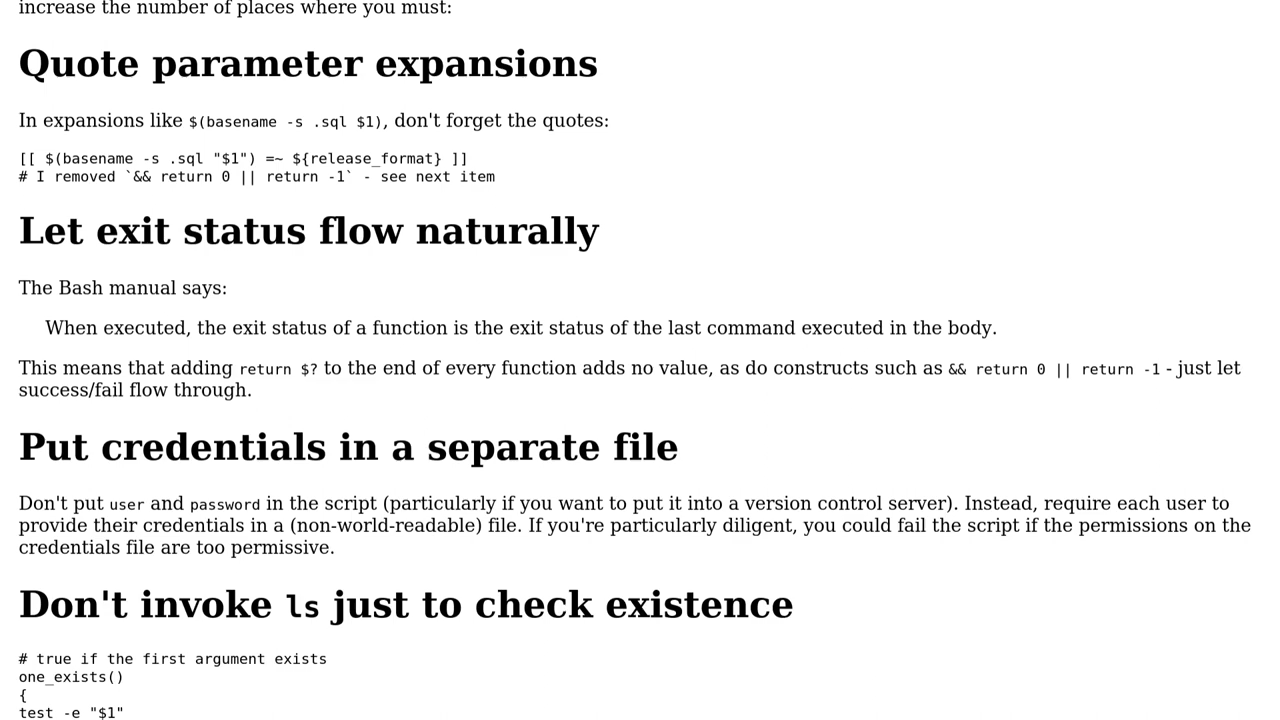 increase the number of places where you must:
Quote parameter expansions
In expansions like $(basename -s .sql $1), don't forget the quotes:
[[ $(basename -s .sql "$1") =~ ${release_format} ]]
# I removed `&& return 0 || return -1` - see next item
Let exit status flow naturally
The Bash manual says:
When executed, the exit status of a function is the exit status of the last command executed in the body.
This means that adding return $? to the end of every function adds no value, as do constructs such as && return 0 || return -1 - just let
success/fail flow through.
Put credentials in a separate file
Don't put user and password in the script (particularly if you want to put it into a version control server). Instead, require each user to
provide their credentials in a (non-world-readable) file. If you're particularly diligent, you could fail the script if the permissions on the
credentials file are too permissive.
Don't invoke ls just to check existence
# true if the first argument exists
one_exists()
{
test -e "$1"